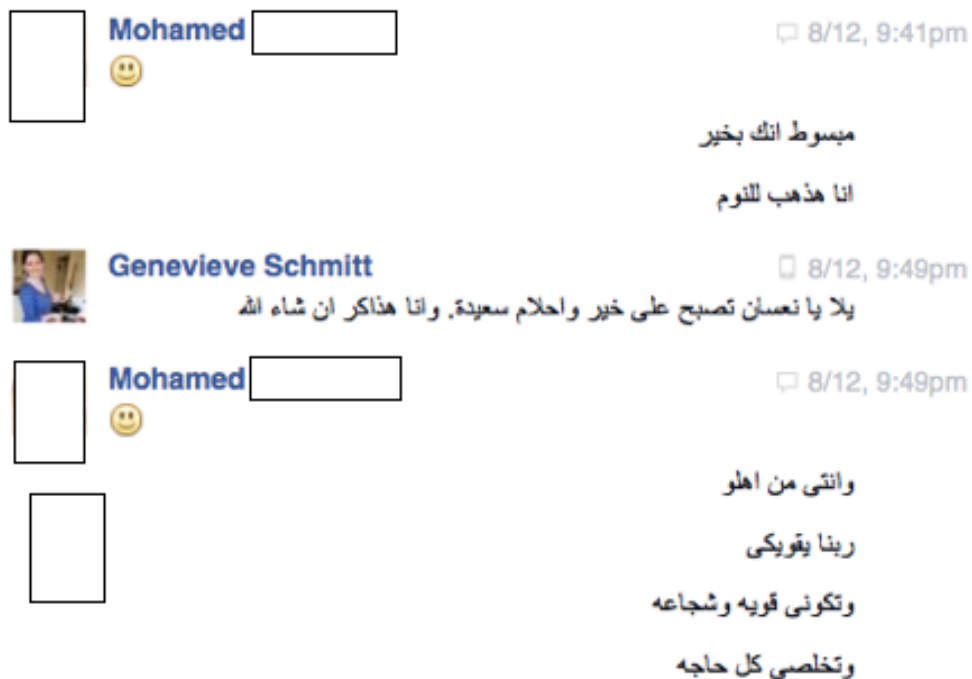 Mohamed
8/12, 9:41pm
مبسوط انك بخير
انا هذهب للنوم
Genevieve Schmitt
8/12, 9:49pm
يلا يا نعسان تصبح على خير واحلام سعيدة. وانا هذاكر ان شاء الله
Mohamed
8/12, 9:49pm
وانتى من اهلو
ربنا يقويكى
وتكونى قويه وشجاعه
وتخلصى كل حاجه